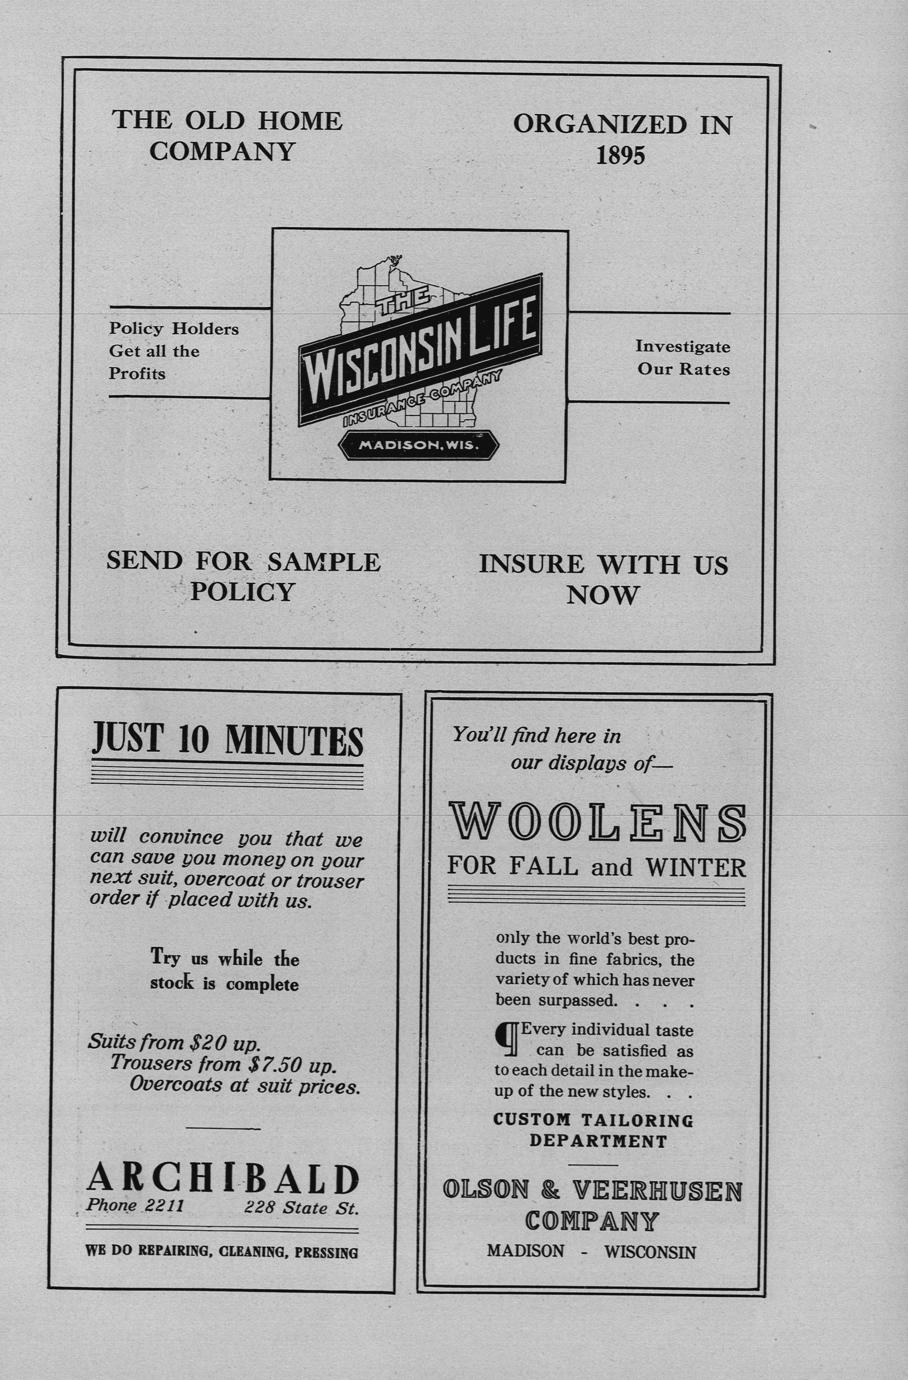 THE OLD HOME
COMPANY
ORGANIZED IN
1895
Policy Holders
Get all the
Profits
THE
WISCONSIN LIFE
INSURANCE COMPANY
MADISON, WIS.
Investigate
Our Rates
SEND FOR SAMPLE
POLICY
INSURE WITH US
NOW
JUST 10 MINUTES
will convince you that we
can save you money on your
next suit, overcoat or trouser
order if placed with us.
Try us while the
stock is complete
Suits from $20 up.
Trousers from $7.50 up.
Overcoats at suit prices.
ARCHIBALD
Phone 2211 228 State St.
WE DO REPAIRING, CLEANING, PRESSING
You'll find here in
our displays of—
WOOLENS
FOR FALL and WINTER
only the world's best pro-
ducts in fine fabrics, the
variety of which has never
been surpassed. . . .
¶Every individual taste
can be satisfied as
to each detail in the make-
up of the new styles. . .
CUSTOM TAILORING
DEPARTMENT
OLSON & VEERHUSEN
COMPANY
MADISON - WISCONSIN